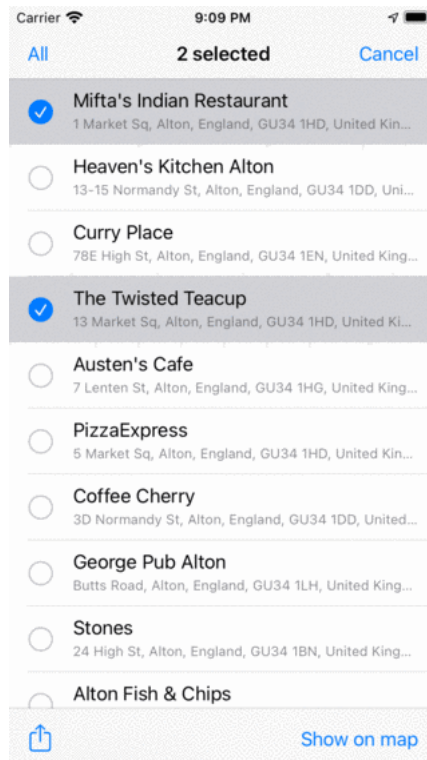 Carrier 9:09 PM
All 2 selected Cancel
Mifta's Indian Restaurant
1 Market Sq, Alton, England, GU34 1HD, United Kin...
Heaven's Kitchen Alton
13-15 Normandy St, Alton, England, GU34 1DD, Uni...
Curry Place
78E High St, Alton, England, GU34 1EN, United King...
The Twisted Teacup
13 Market Sq, Alton, England, GU34 1HD, United Ki...
Austen's Cafe
7 Lenten St, Alton, England, GU34 1HG, United King...
PizzaExpress
5 Market Sq, Alton, England, GU34 1HD, United Kin...
Coffee Cherry
3D Normandy St, Alton, England, GU34 1DD, United...
George Pub Alton
Butts Road, Alton, England, GU34 1LH, United King...
Stones
24 High St, Alton, England, GU34 1BN, United King...
Alton Fish & Chips
Show on map